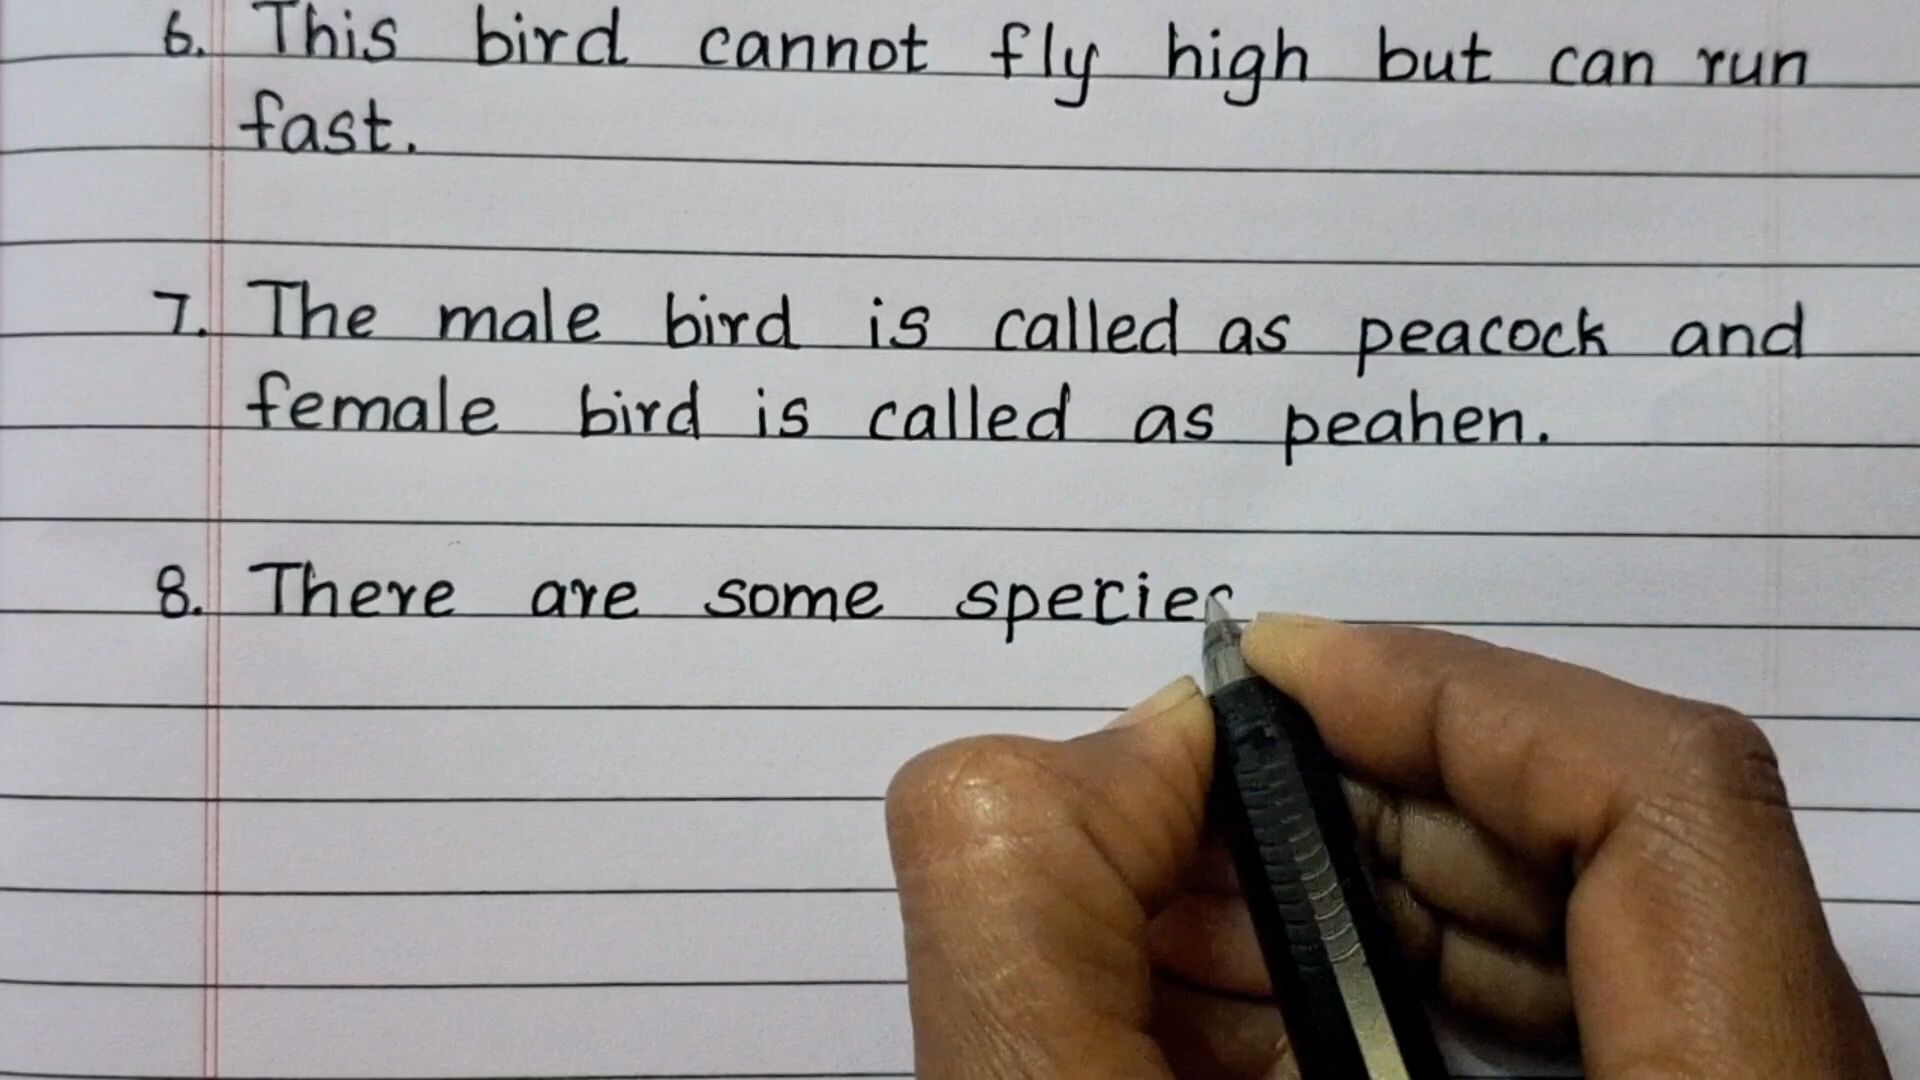 6. This bird cannot fly high but can run
fast.
7. The male bird is called as peacock and
female bird is called as peahen.
8. There are some species